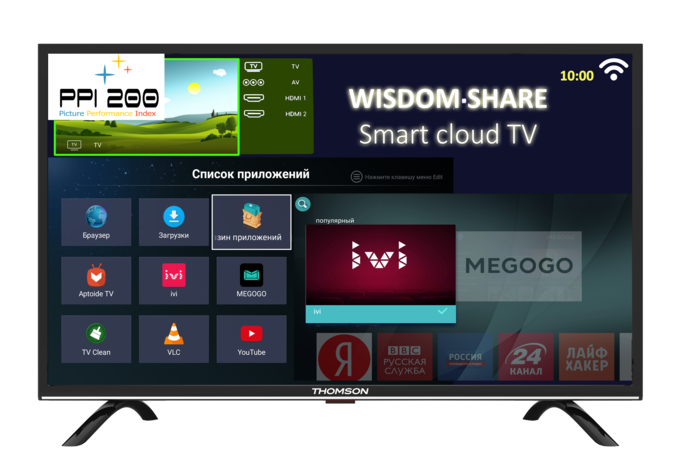 PPI 200
Picture Performance Index
TV
TV
TV
AV
HDMI 1
HDMI 2
WISDOM·SHARE
Smart cloud TV
10:00
Список приложений
Нажмите клавишу меню Edit
Браузер
Загрузки
зин приложений
Aptoide TV
ivi
ivi
MEGOGO
TV Clean
VLC
YouTube
популярный
ivi
ivi
MEGOGO
Я
BBC
РУССКАЯ
СЛУЖБА
РОССИЯ
24
КАНАЛ
ЛАЙФ
ХАКЕР
THOMSON